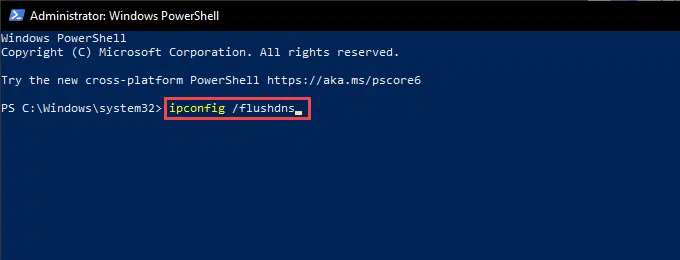 Administrator: Windows PowerShell
Windows PowerShell
Copyright (C) Microsoft Corporation. All rights reserved.
Try the new cross-platform PowerShell https://aka.ms/pscore6
PS C:\Windows\system32> ipconfig /flushdns